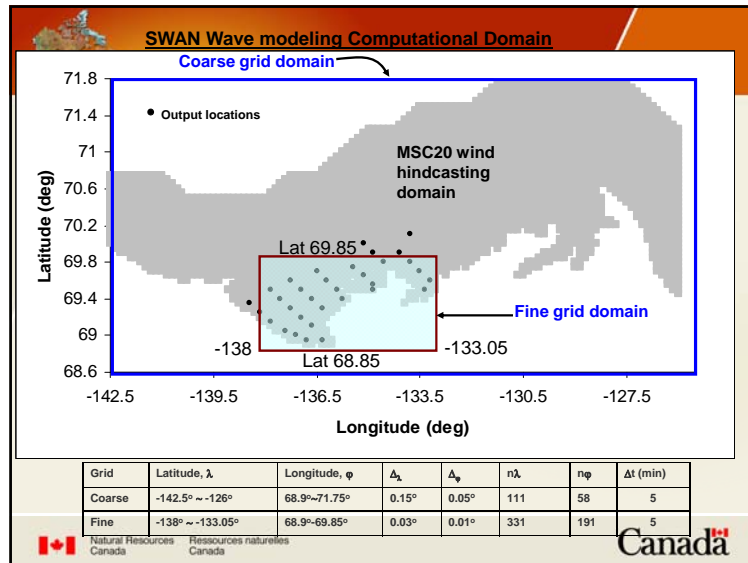 SWAN Wave modeling Computational Domain
Coarse grid domain
71.8
71.4
71
70.6
70.2
69.8
69.4
69
68.6
Latitude (deg)
Output locations
MSC20 wind
hindcasting
domain
Lat 69.85
Fine grid domain
-138
-133.05
Lat 68.85
-142.5 -139.5 -136.5 -133.5 -130.5 -127.5
Longitude (deg)
Grid Latitude, λ Longitude, φ Δλ Δφ nλ nφ Δt (min)
Coarse -142.5° ~ -126° 68.9°~71.75° 0.15° 0.05° 111 58 5
Fine -138° ~ -133.05° 68.9°-69.85° 0.03° 0.01° 331 191 5
Natural Resources Ressources naturelles
Canada Canada
Canada